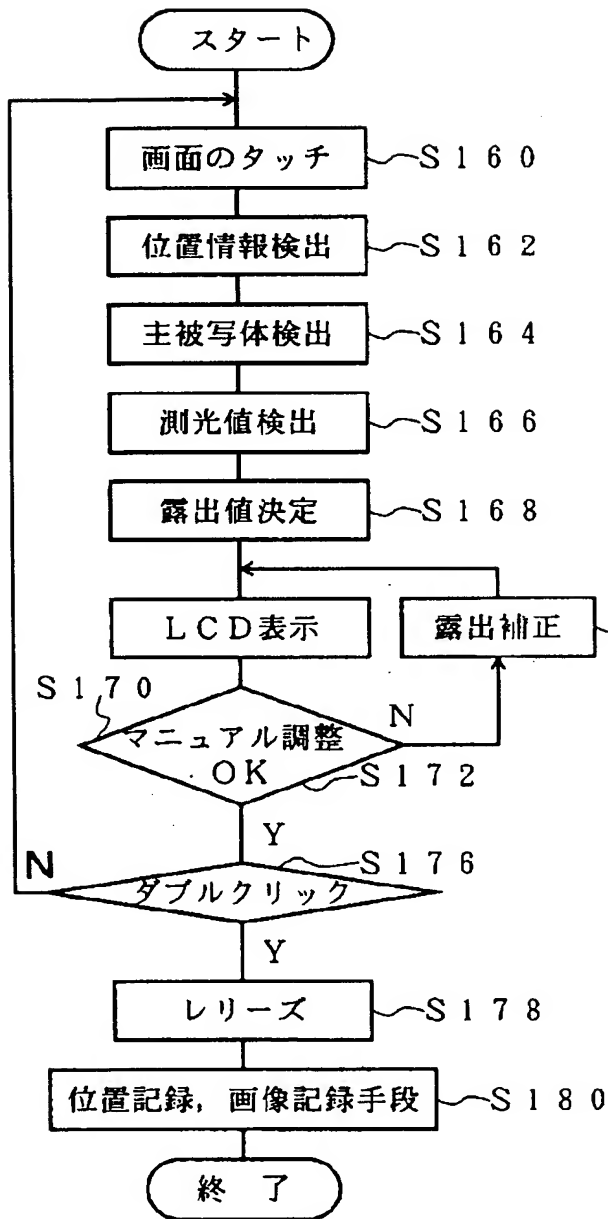 スタート
画面のタッチ S160
位置情報検出 S162
主被写体検出 S164
測光値検出 S166
露出値決定 S168
LCD表示 露出補正
S170
マニュアル調整 N
OK S172
Y
N S176
ダブルクリック
Y
レリーズ S178
位置記録，画像記録手段 S180
終了